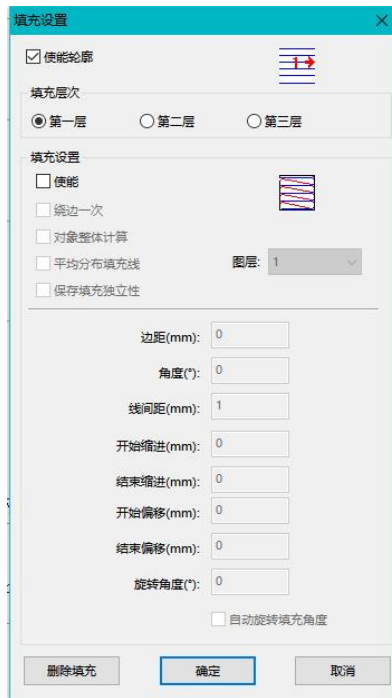 填充设置
使能轮廓
1
填充层次
第一层 第二层 第三层
填充设置
使能
绕边一次
对象整体计算
平均分布填充线 图层: 1
保存填充独立性
边距(mm): 0
角度(°): 0
线间距(mm): 1
开始缩进(mm): 0
结束缩进(mm): 0
开始偏移(mm): 0
结束偏移(mm): 0
旋转角度(°): 0
自动旋转填充角度
删除填充 确定 取消